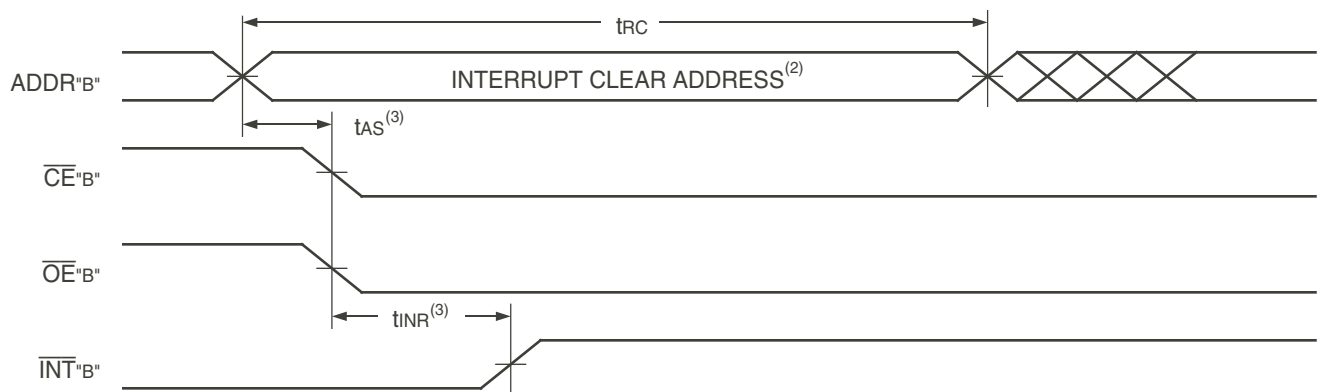 tRC
ADDR"B"
INTERRUPT CLEAR ADDRESS(2)
tAS(3)
CE"B"
OE"B"
tINR(3)
INT"B"